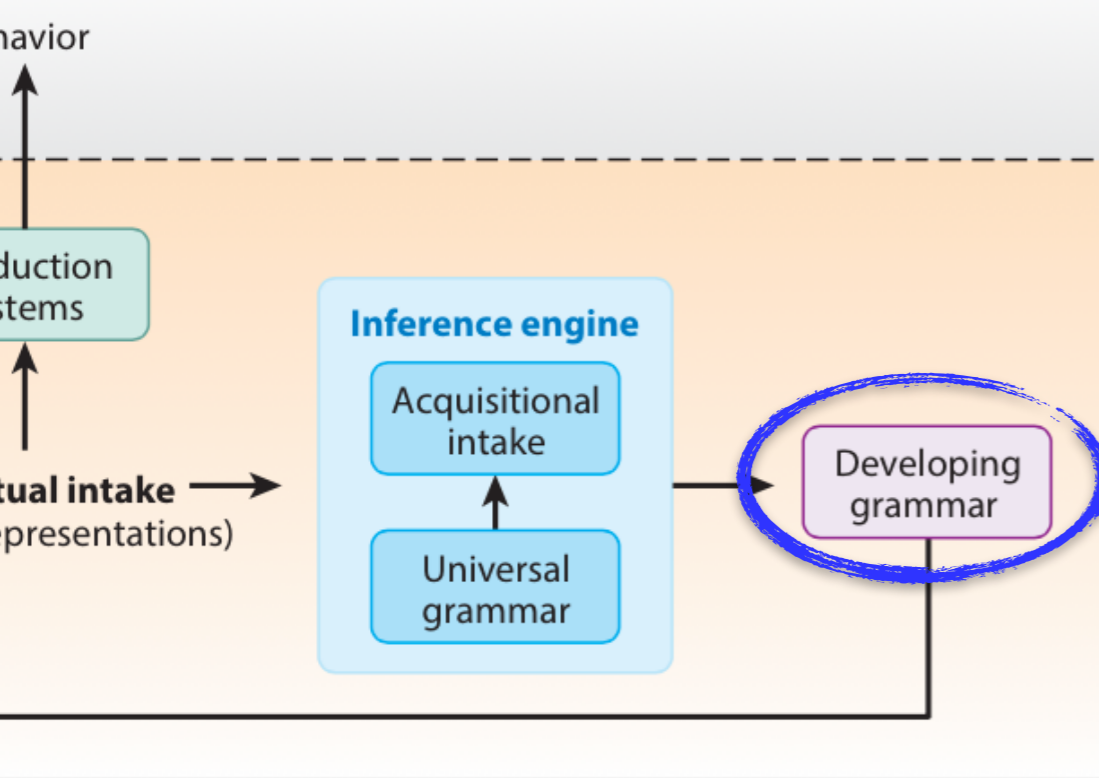 havior
duction
stems
tual intake
epresentations)
Inference engine
Acquisitional
intake
Universal
grammar
Developing
grammar